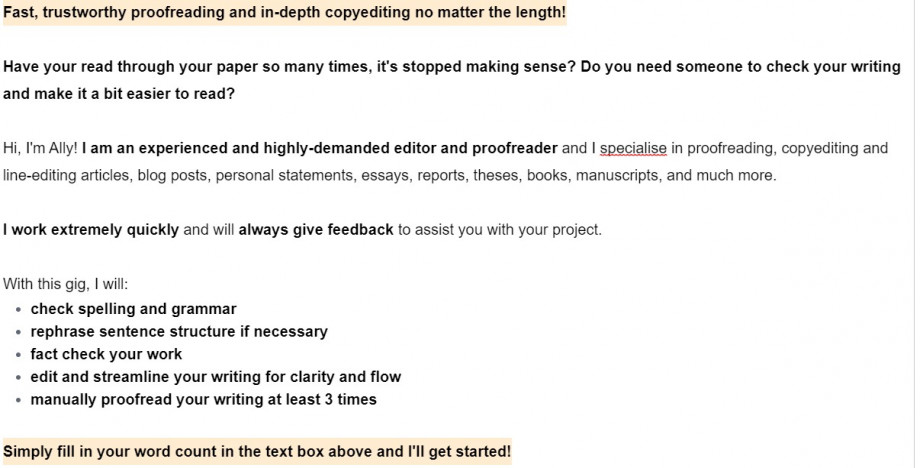 Fast, trustworthy proofreading and in-depth copyediting no matter the length!
Have your read through your paper so many times, it's stopped making sense? Do you need someone to check your writing
and make it a bit easier to read?
Hi, I'm Ally! I am an experienced and highly-demanded editor and proofreader and I specialise in proofreading, copyediting and
line-editing articles, blog posts, personal statements, essays, reports, theses, books, manuscripts, and much more.
I work extremely quickly and will always give feedback to assist you with your project.
With this gig, I will:
• check spelling and grammar
• rephrase sentence structure if necessary
• fact check your work
• edit and streamline your writing for clarity and flow
• manually proofread your writing at least 3 times
Simply fill in your word count in the text box above and I'll get started!